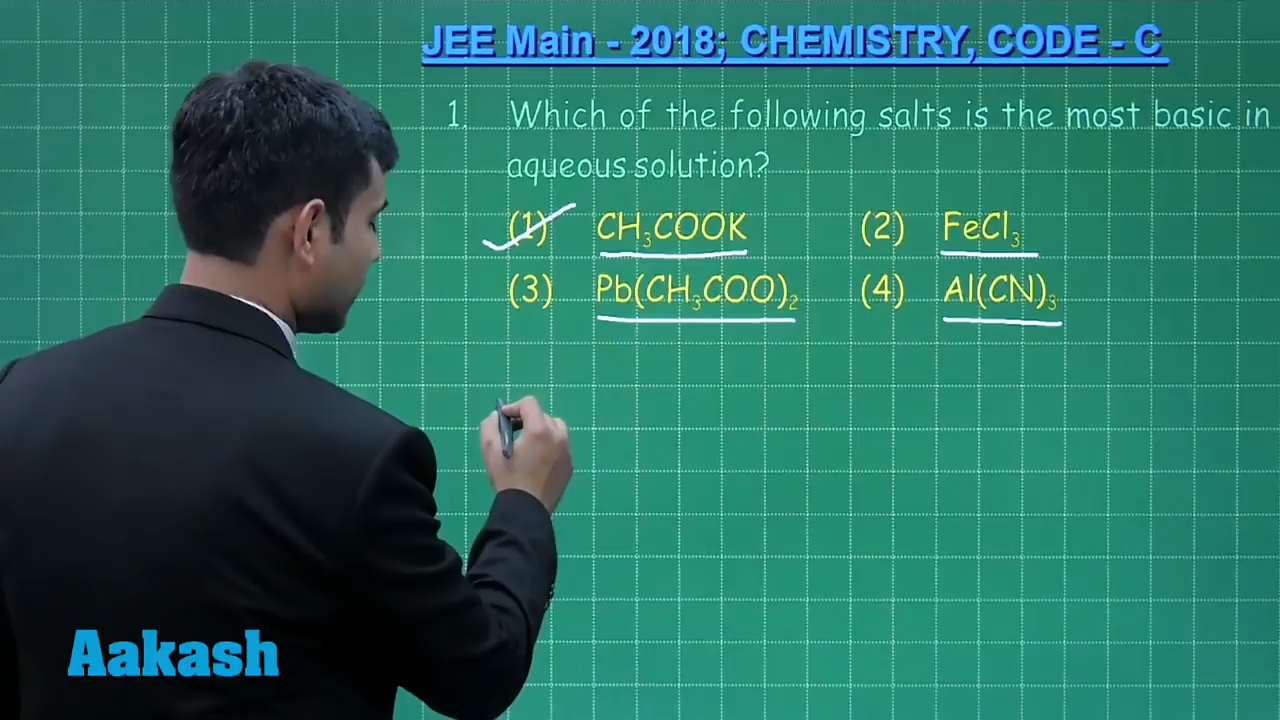 JEE Main - 2018; CHEMISTRY, CODE - C
1. Which of the following salts is the most basic in
aqueous solution?
(1) CH₃COOK (2) FeCl₃
(3) Pb(CH₃COO)₂ (4) Al(CN)₃
Aakash